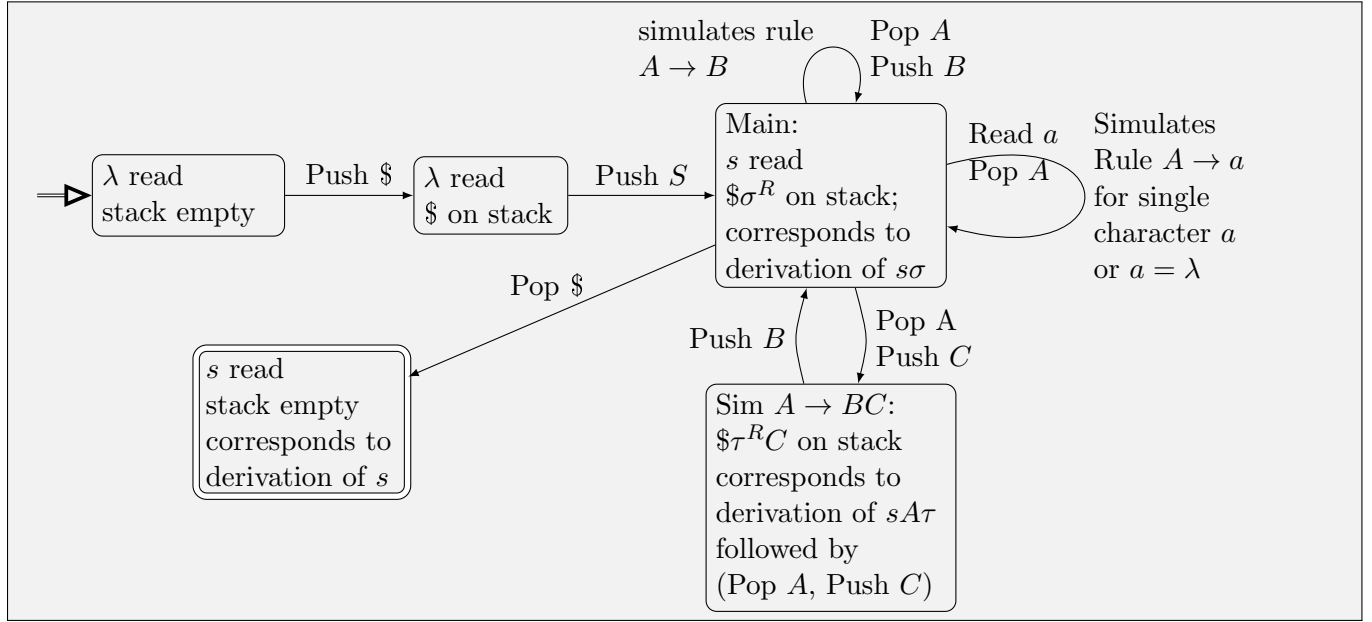 simulates rule
A → B
Pop A
Push B
λ read
stack empty
Push $
λ read
$ on stack
Push S
Main:
s read
$σ^R on stack;
corresponds to
derivation of sσ
Read a
Pop A
Simulates
Rule A → a
for single
character a
or a = λ
Pop $
s read
stack empty
corresponds to
derivation of s
Push B
Pop A
Push C
Sim A → BC:
$τ^R C on stack
corresponds to
derivation of sAτ
followed by
(Pop A, Push C)